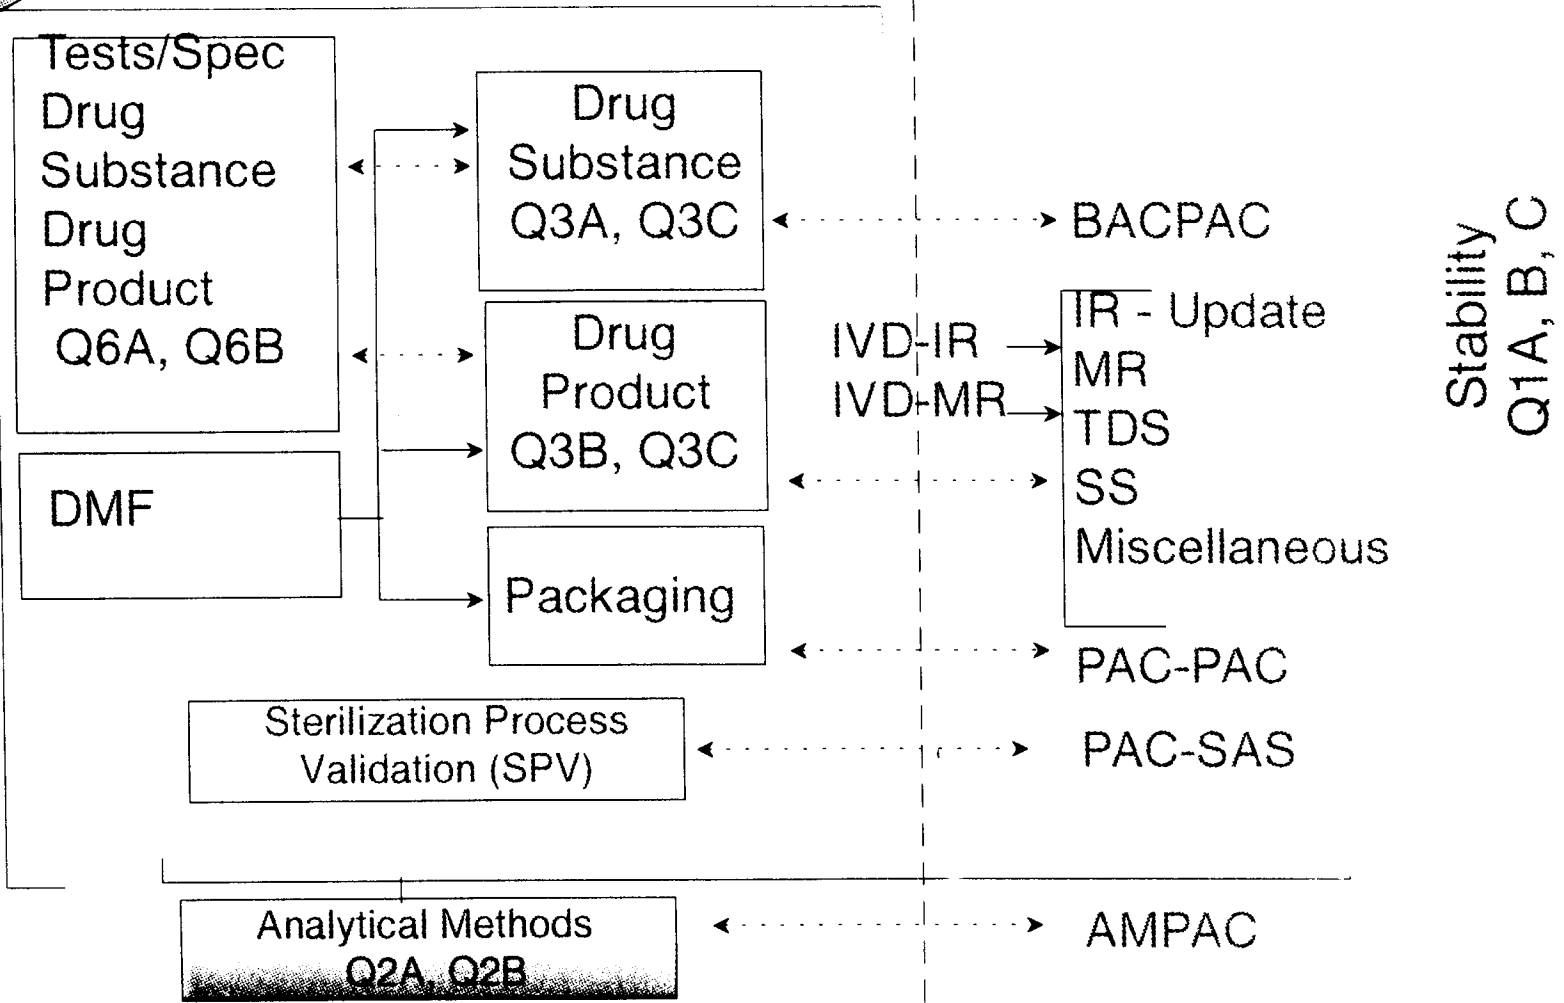 Tests/Spec
Drug
Substance
Drug
Product
Q6A, Q6B
DMF
Drug
Substance
Q3A, Q3C
Drug
Product
Q3B, Q3C
Packaging
Sterilization Process
Validation (SPV)
Analytical Methods
Q2A, Q2B
IVD-IR
IVD-MR
BACPAC
IR - Update
MR
TDS
SS
Miscellaneous
PAC-PAC
PAC-SAS
AMPAC
Stability
Q1A, B, C